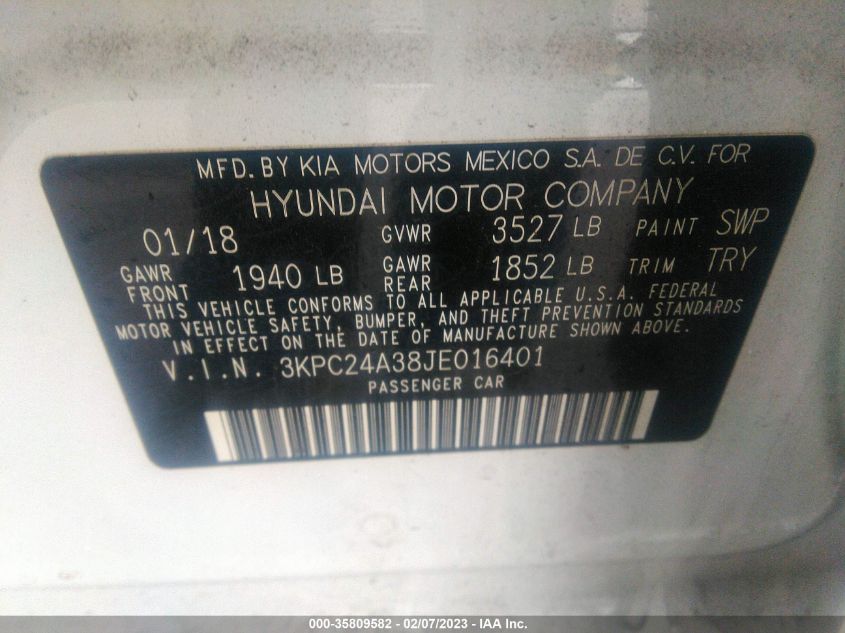 MFD. BY KIA MOTORS MEXICO S.A. DE C.V. FOR
HYUNDAI MOTOR COMPANY
01/18 GVWR 3527 LB PAINT SWP
GAWR FRONT 1940 LB GAWR REAR 1852 LB TRIM TRY
THIS VEHICLE CONFORMS TO ALL APPLICABLE U.S.A. FEDERAL
MOTOR VEHICLE SAFETY, BUMPER, AND THEFT PREVENTION STANDARDS
IN EFFECT ON THE DATE OF MANUFACTURE SHOWN ABOVE.
V.I.N. 3KPC24A38JE016401
PASSENGER CAR
000-35809582 - 02/07/2023 - IAA Inc.